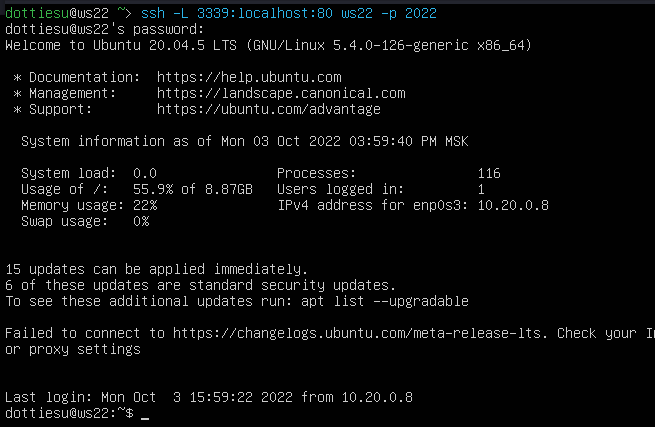 dottiesu@ws22 ~> ssh -L 3339:localhost:80 ws22 -p 2022
dottiesu@ws22's password:
Welcome to Ubuntu 20.04.5 LTS (GNU/Linux 5.4.0-126-generic x86_64)
* Documentation:  https://help.ubuntu.com
* Management:     https://landscape.canonical.com
* Support:        https://ubuntu.com/advantage
System information as of Mon 03 Oct 2022 03:59:40 PM MSK
System load:  0.0               Processes:               116
Usage of /:   55.9% of 8.87GB   Users logged in:         1
Memory usage: 22%               IPv4 address for enp0s3: 10.20.0.8
Swap usage:   0%
15 updates can be applied immediately.
6 of these updates are standard security updates.
To see these additional updates run: apt list --upgradable
Failed to connect to https://changelogs.ubuntu.com/meta-release-lts. Check your I
or proxy settings
Last login: Mon Oct  3 15:59:22 2022 from 10.20.0.8
dottiesu@ws22:~$ _